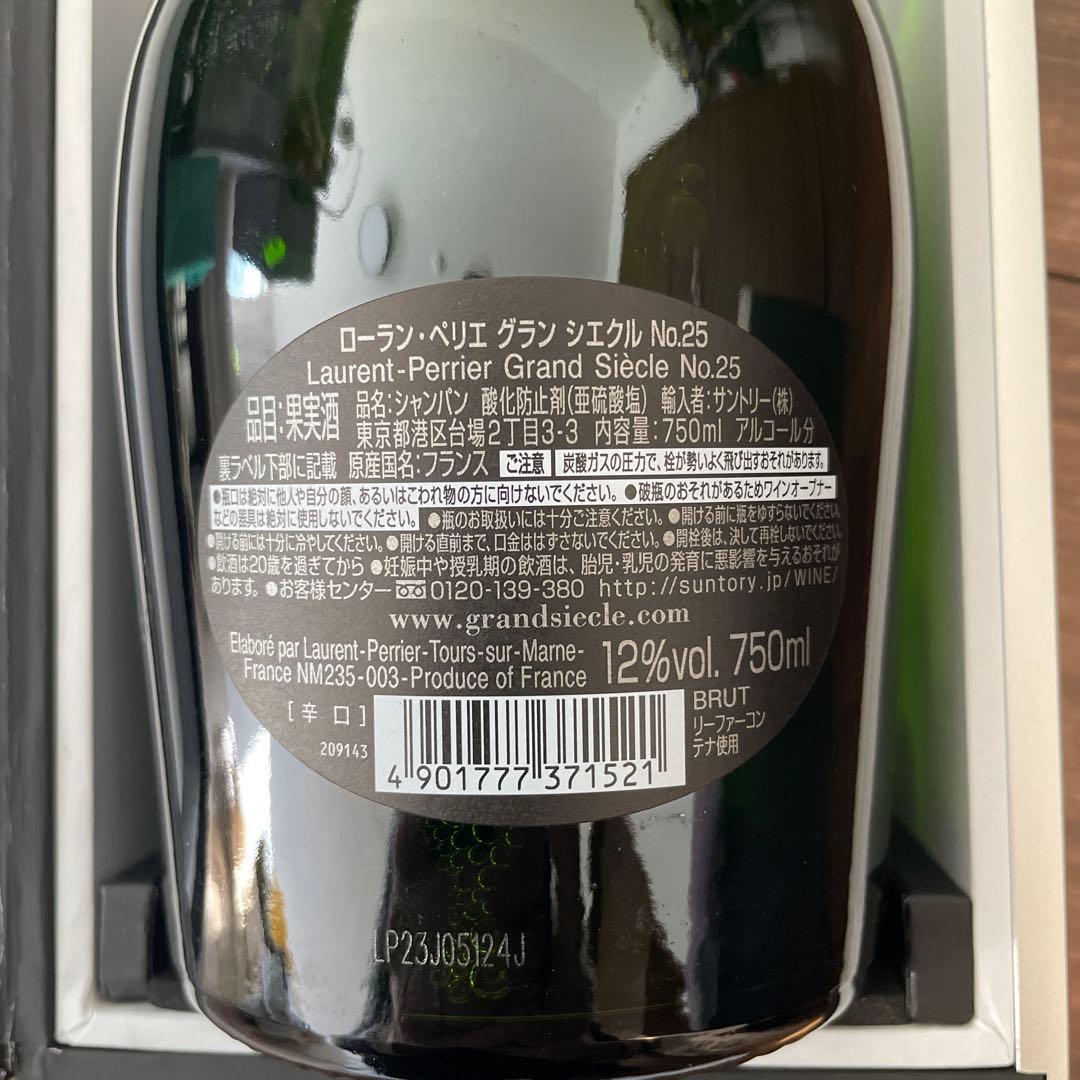 ローラン・ペリエ グラン シエクル No.25
Laurent-Perrier Grand Siècle No.25
品目:果実酒 品名:シャンパン 酸化防止剤(亜硫酸塩) 輸入者:サントリー(株)
東京都港区台場2丁目3-3 内容量:750ml アルコール分
裏ラベル下部に記載 原産国名:フランス ご注意 炭酸ガスの圧力で、栓が勢いよく飛び出すおそれがあります。
●瓶口は絶対に他人や自分の顔、あるいはこわれ物の方に向けないでください。●破瓶のおそれがあるためワインオープナー
などの器具は絶対に使用しないでください。●瓶のお取扱いには十分ご注意ください。●開ける前に瓶をゆすらないでください。
●開ける前には十分に冷やしてください。●開ける直前まで、口金ははずさないでください。●開栓後は、決して再栓しないでください。
●飲酒は20歳を過ぎてから ●妊娠中や授乳期の飲酒は、胎児・乳児の発育に悪影響を与えるおそれが
あります。●お客様センター 0120-139-380 http://suntory.jp/WINE/
www.grandsiecle.com
Elaboré par Laurent-Perrier-Tours-sur-Marne-
France NM235-003-Produce of France
12%vol. 750ml
[辛 口]
BRUT
リーファーコン
テナ使用
209143
4 901777 371521
LP23J05124J